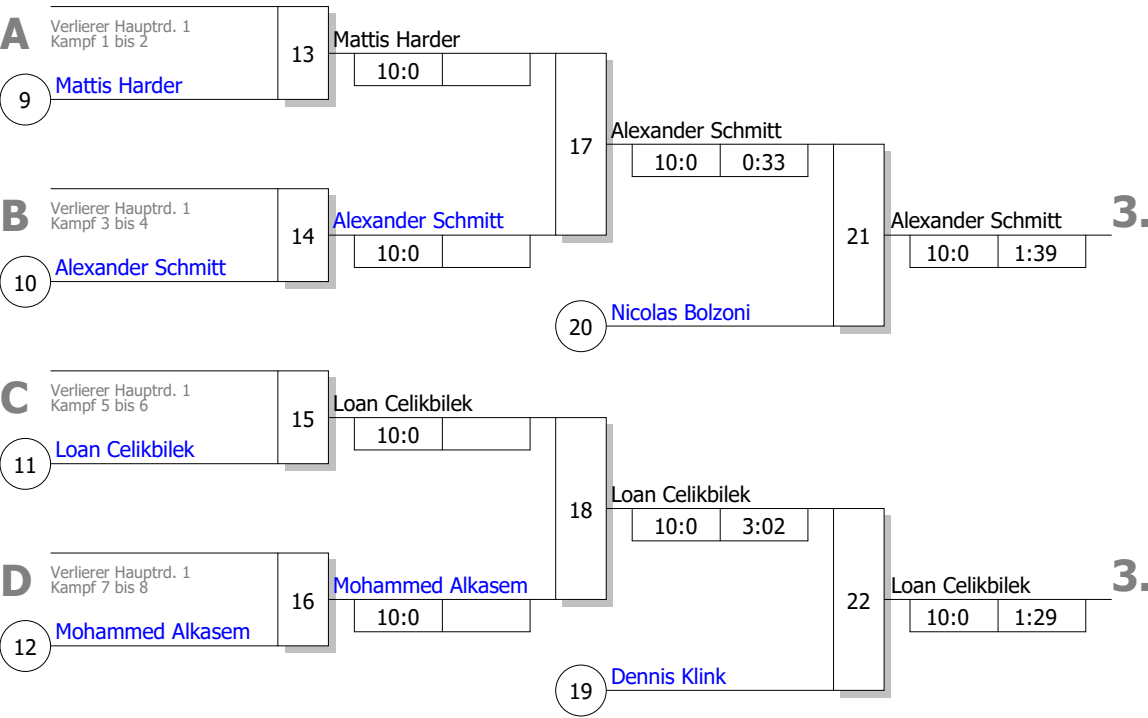 A
Verlierer Hauptrd. 1
Kampf 1 bis 2
13
Mattis Harder
10:0
9
Mattis Harder
17
Alexander Schmitt
10:0 0:33
B
Verlierer Hauptrd. 1
Kampf 3 bis 4
14
Alexander Schmitt
10:0
10
Alexander Schmitt
21
Alexander Schmitt
10:0 1:39
3.
20
Nicolas Bolzoni
C
Verlierer Hauptrd. 1
Kampf 5 bis 6
15
Loan Celikbilek
10:0
11
Loan Celikbilek
18
Loan Celikbilek
10:0 3:02
D
Verlierer Hauptrd. 1
Kampf 7 bis 8
16
Mohammed Alkasem
10:0
12
Mohammed Alkasem
22
Loan Celikbilek
10:0 1:29
3.
19
Dennis Klink